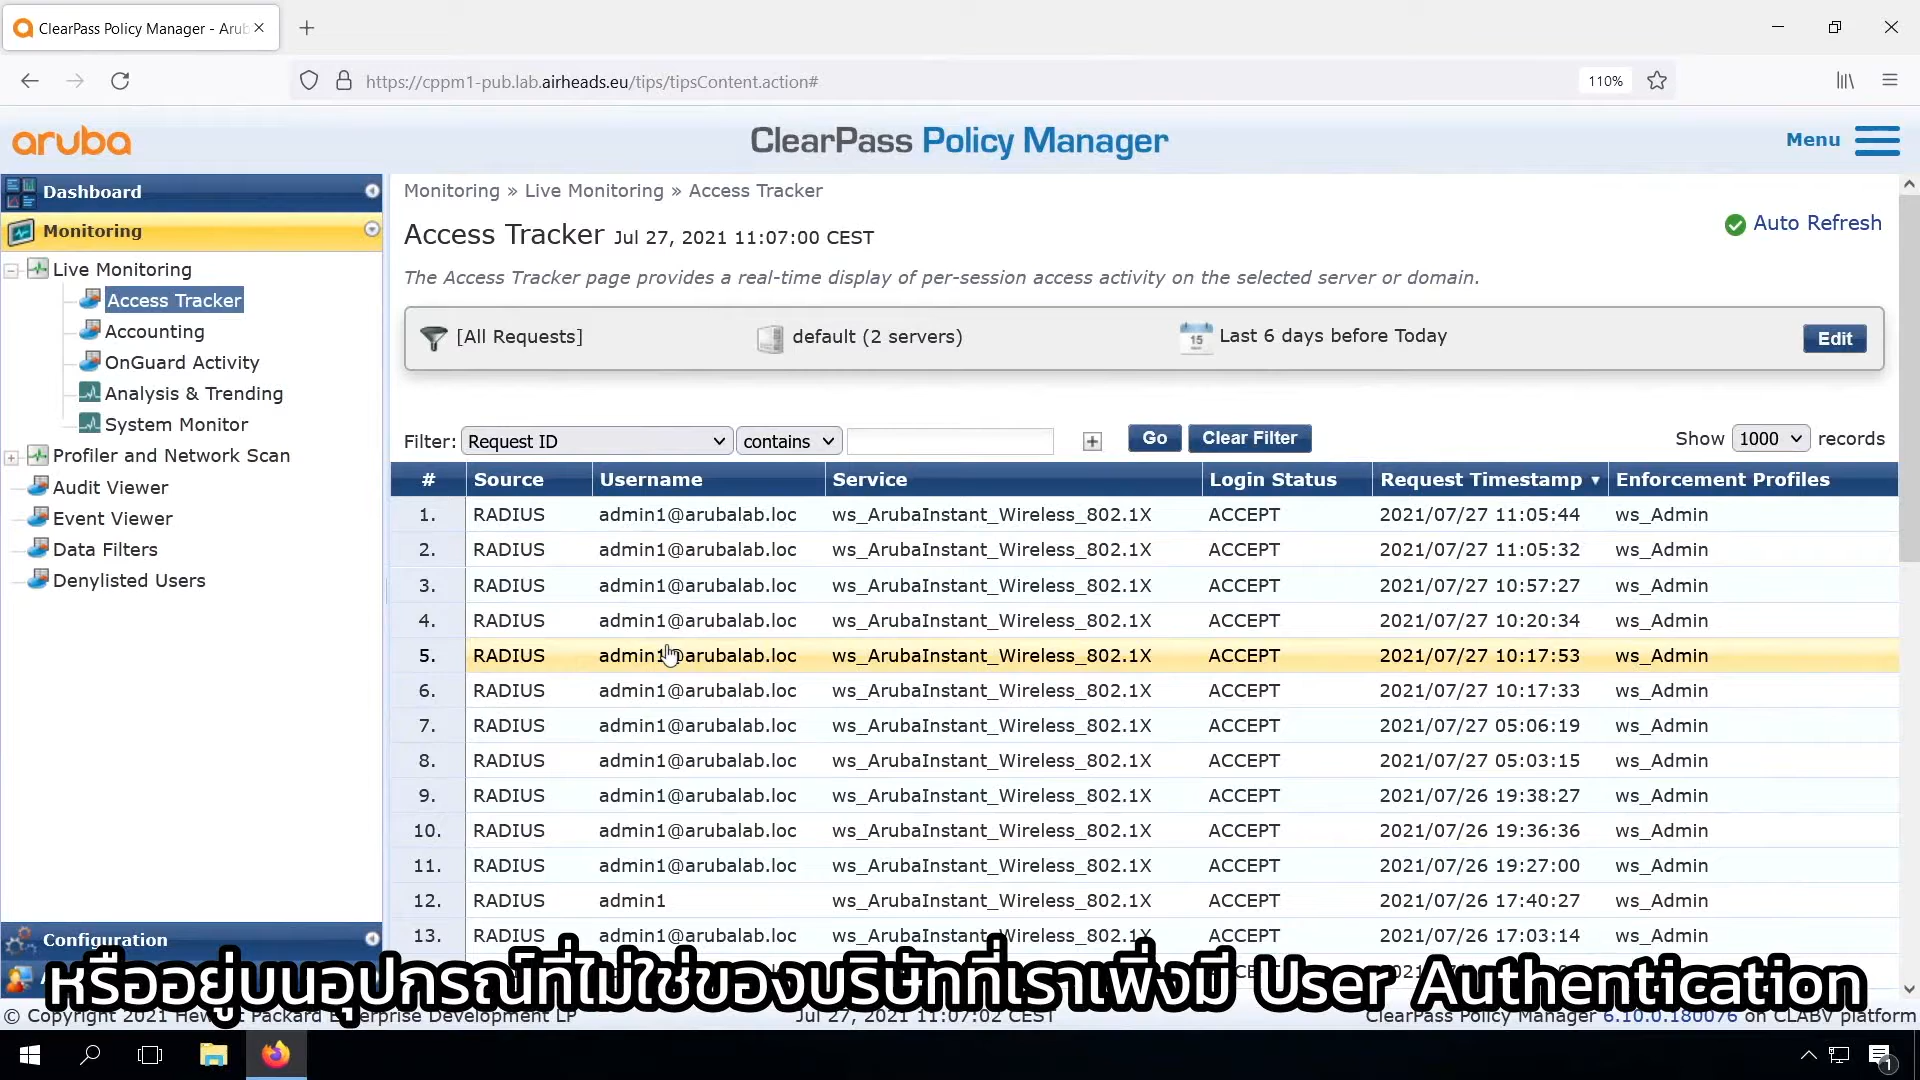 ClearPass Policy Manager - Arub
https://cppm1-pub.lab.airheads.eu/tips/tipsContent.action#
110%
aruba
ClearPass Policy Manager
Menu
Dashboard
Monitoring
Live Monitoring
Access Tracker
Accounting
OnGuard Activity
Analysis & Trending
System Monitor
Profiler and Network Scan
Audit Viewer
Event Viewer
Data Filters
Denylisted Users
Configuration
Monitoring » Live Monitoring » Access Tracker
Access Tracker Jul 27, 2021 11:07:00 CEST
Auto Refresh
The Access Tracker page provides a real-time display of per-session access activity on the selected server or domain.
[All Requests] default (2 servers) 15 Last 6 days before Today Edit
Filter: Request ID contains Go Clear Filter Show 1000 records
# Source Username Service Login Status Request Timestamp Enforcement Profiles
1. RADIUS admin1@arubalab.loc ws_ArubaInstant_Wireless_802.1X ACCEPT 2021/07/27 11:05:44 ws_Admin
2. RADIUS admin1@arubalab.loc ws_ArubaInstant_Wireless_802.1X ACCEPT 2021/07/27 11:05:32 ws_Admin
3. RADIUS admin1@arubalab.loc ws_ArubaInstant_Wireless_802.1X ACCEPT 2021/07/27 10:57:27 ws_Admin
4. RADIUS admin1@arubalab.loc ws_ArubaInstant_Wireless_802.1X ACCEPT 2021/07/27 10:20:34 ws_Admin
5. RADIUS admin1@arubalab.loc ws_ArubaInstant_Wireless_802.1X ACCEPT 2021/07/27 10:17:53 ws_Admin
6. RADIUS admin1@arubalab.loc ws_ArubaInstant_Wireless_802.1X ACCEPT 2021/07/27 10:17:33 ws_Admin
7. RADIUS admin1@arubalab.loc ws_ArubaInstant_Wireless_802.1X ACCEPT 2021/07/27 05:06:19 ws_Admin
8. RADIUS admin1@arubalab.loc ws_ArubaInstant_Wireless_802.1X ACCEPT 2021/07/27 05:03:15 ws_Admin
9. RADIUS admin1@arubalab.loc ws_ArubaInstant_Wireless_802.1X ACCEPT 2021/07/26 19:38:27 ws_Admin
10. RADIUS admin1@arubalab.loc ws_ArubaInstant_Wireless_802.1X ACCEPT 2021/07/26 19:36:36 ws_Admin
11. RADIUS admin1@arubalab.loc ws_ArubaInstant_Wireless_802.1X ACCEPT 2021/07/26 19:27:00 ws_Admin
12. RADIUS admin1 ws_ArubaInstant_Wireless_802.1X ACCEPT 2021/07/26 17:40:27 ws_Admin
13. RADIUS admin1@arubalab.loc ws_ArubaInstant_Wireless_802.1X ACCEPT 2021/07/26 17:03:14 ws_Admin
หรืออยู่บนอุปกรณ์ที่ไม่ใช่ของบริษัทที่เราเพิ่งมี User Authentication
© Copyright 2021 Hewlett Packard Enterprise Development LP Jul 27, 2021 11:07:02 CEST ClearPass Policy Manager 6.10.0.180076 on CLABV platform
1